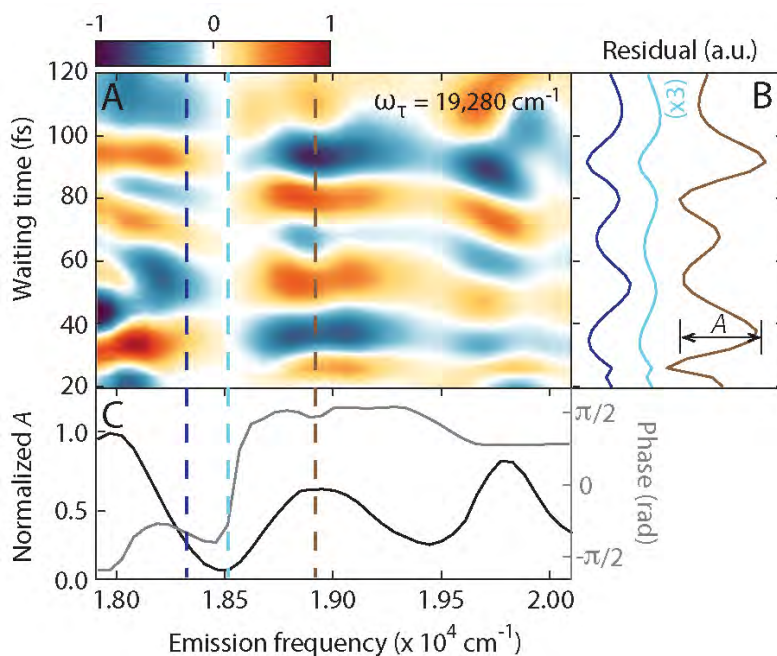 -1 0 1
Residual (a.u.)
A
ω_τ = 19,280 cm⁻¹
B
(x3)
Waiting time (fs)
120
100
80
60
40
20
A
C
Normalized A
1.0
0.5
0.0
π/2
0
-π/2
Phase (rad)
1.80 1.85 1.90 1.95 2.00
Emission frequency (x 10⁴ cm⁻¹)